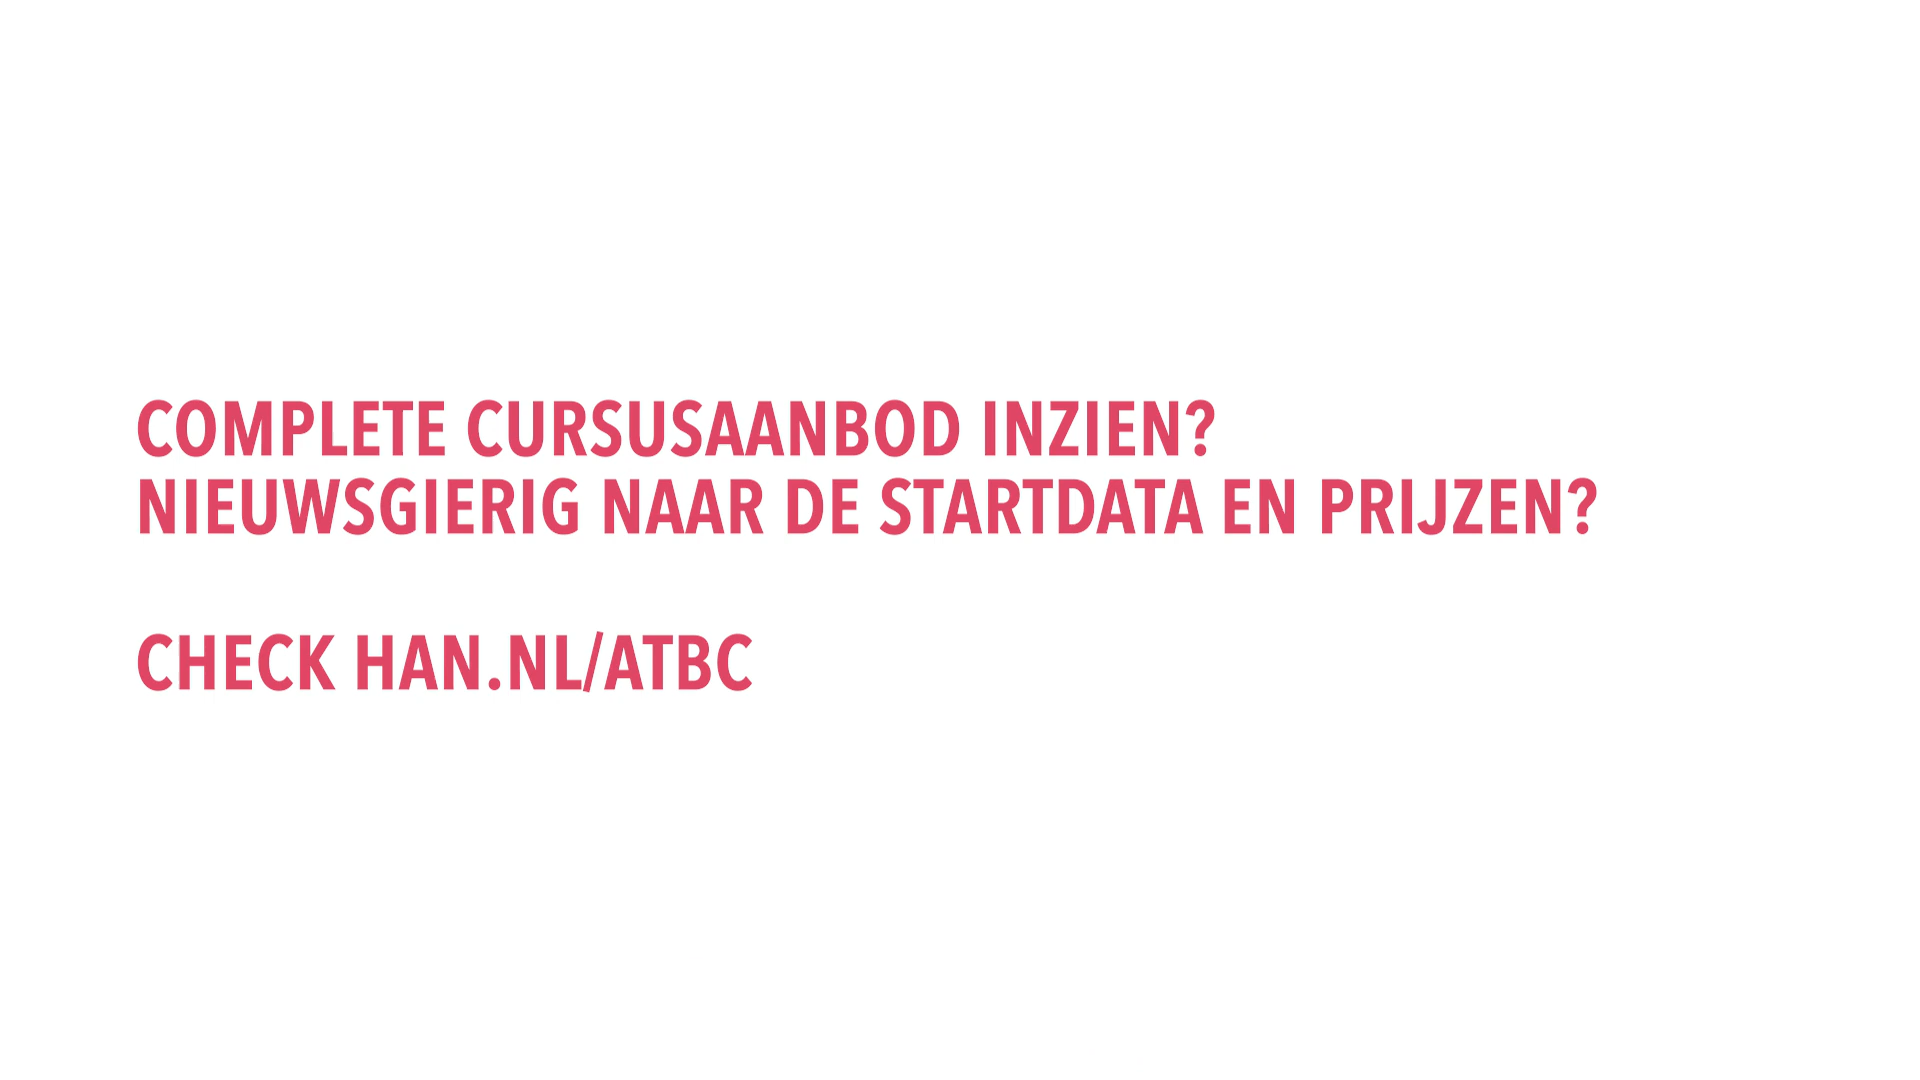 COMPLETE CURSUSAANBOD INZIEN?
NIEUWSGIERIG NAAR DE STARTDATA EN PRIJZEN?
CHECK HAN.NL/ATBC